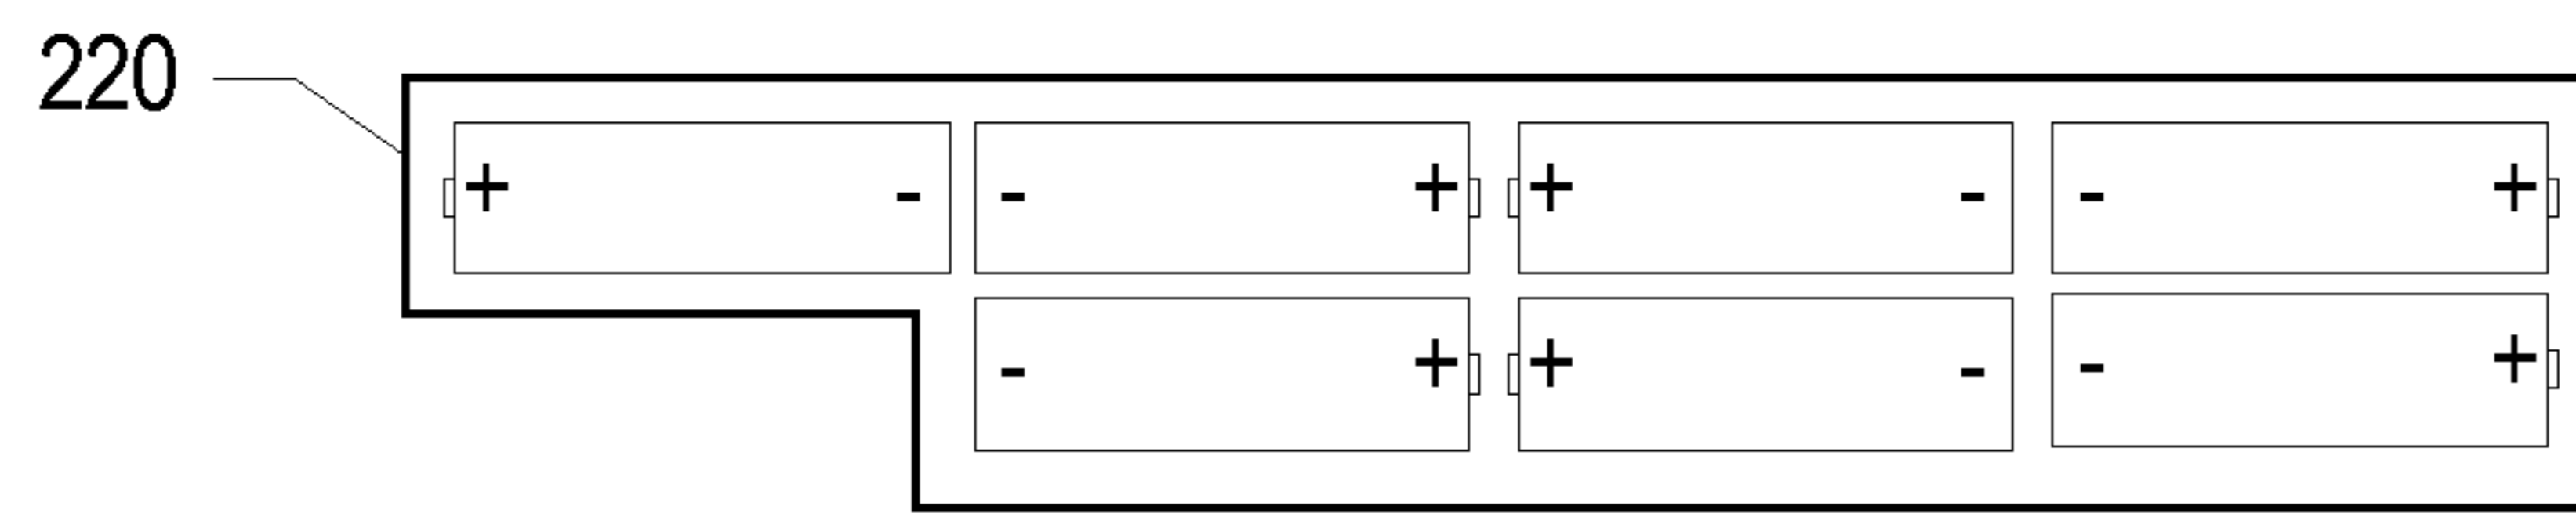 220
+ - - + + - - +
- + + - - +